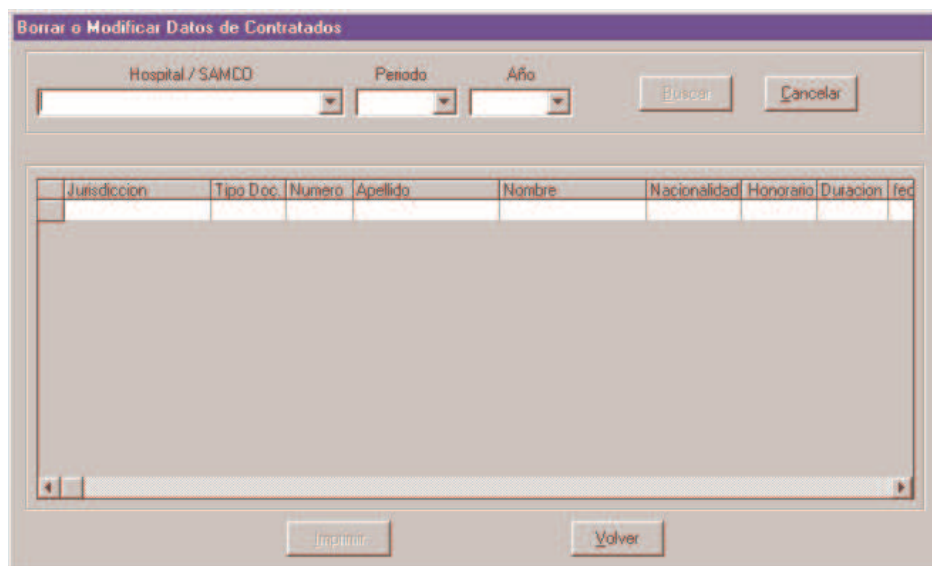 Borrar o Modificar Datos de Contratados
Hospital / SAMCO Periodo Año
Buscar Cancelar
Jurisdiccion Tipo Doc. Numero Apellido Nombre Nacionalidad Honorario Duracion fec
Imprimir Volver